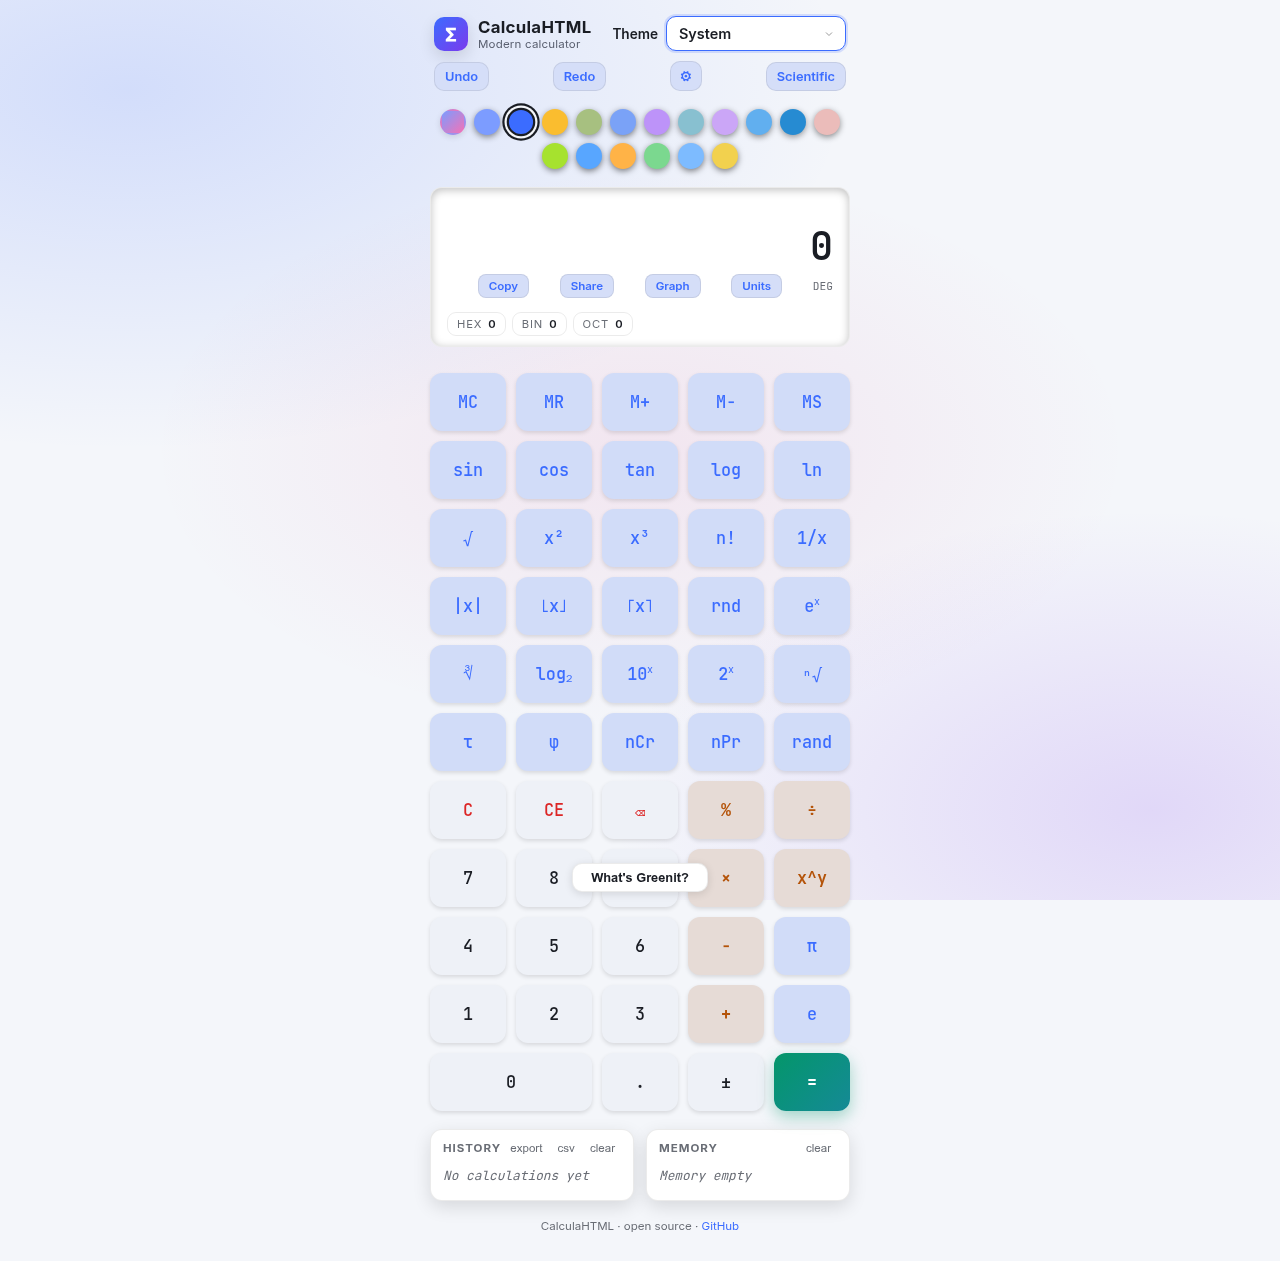 Σ CalculaHTML Theme System
Modern calculator
Undo Redo ⚙ Scientific
0
Copy Share Graph Units DEG
HEX 0 BIN 0 OCT 0
MC MR M+ M- MS
sin cos tan log ln
√ x² x³ n! 1/x
|x| ⌊x⌋ ⌈x⌉ rnd eˣ
∛ log₂ 10ˣ 2ˣ ⁿ√
τ φ nCr nPr rand
C CE ⌫ % ÷
7 8 What's Greenit? × x^y
4 5 6 - π
1 2 3 + e
0 . ± =
HISTORY export csv clear MEMORY clear
No calculations yet Memory empty
CalculaHTML · open source · GitHub